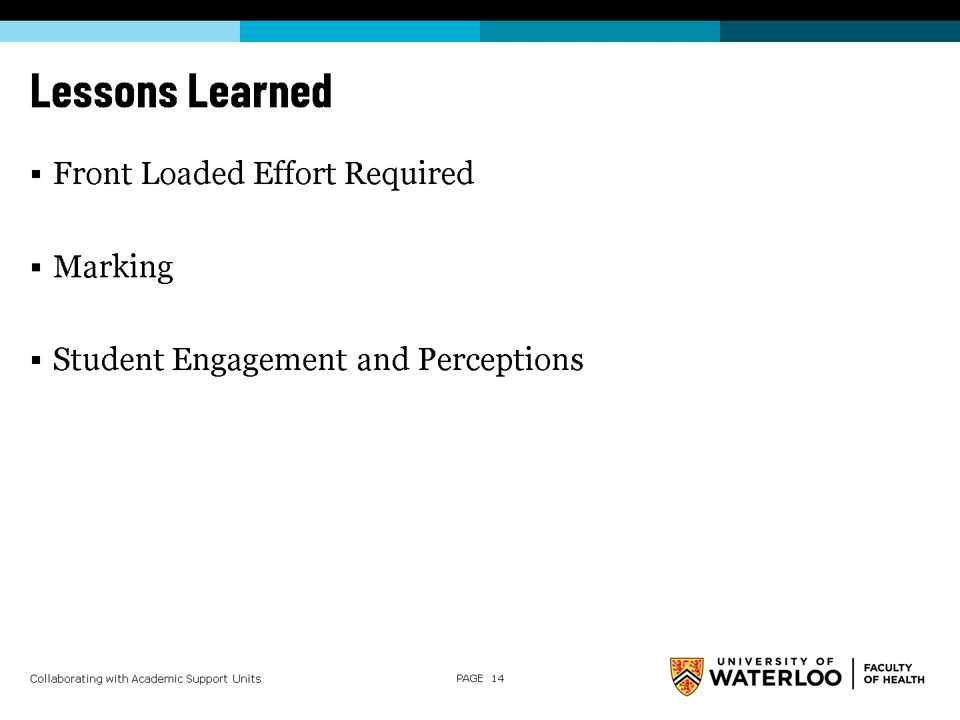 Lessons Learned
▪ Front Loaded Effort Required
▪ Marking
▪ Student Engagement and Perceptions
Collaborating with Academic Support Units
PAGE 14
UNIVERSITY OF
WATERLOO
FACULTY
OF HEALTH